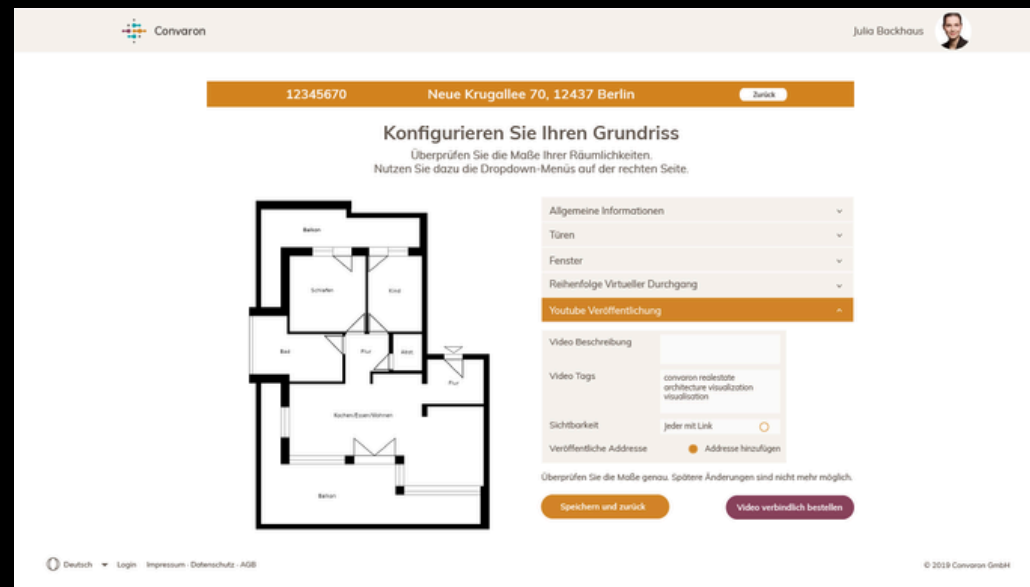 Convaron
Julia Backhaus
12345670
Neue Krugallee 70, 12437 Berlin
Zurück
Konfigurieren Sie Ihren Grundriss
Überprüfen Sie die Maße Ihrer Räumlichkeiten.
Nutzen Sie dazu die Dropdown-Menüs auf der rechten Seite.
Balkon
Schlafen
Kind
Bad
Flur
Abst.
Flur
Kochen/Essen/Wohnen
Balkon
Allgemeine Informationen
Türen
Fenster
Reihenfolge Virtueller Durchgang
Youtube Veröffentlichung
Video Beschreibung
Video Tags
convaron realestate
architecture visualization
visualisation
Sichtbarkeit
Jeder mit Link
Veröffentliche Addresse
Addresse hinzufügen
Überprüfen Sie die Maße genau. Spätere Änderungen sind nicht mehr möglich.
Speichern und zurück
Video verbindlich bestellen
Deutsch
Login
Impressum · Datenschutz · AGB
© 2019 Convaron GmbH